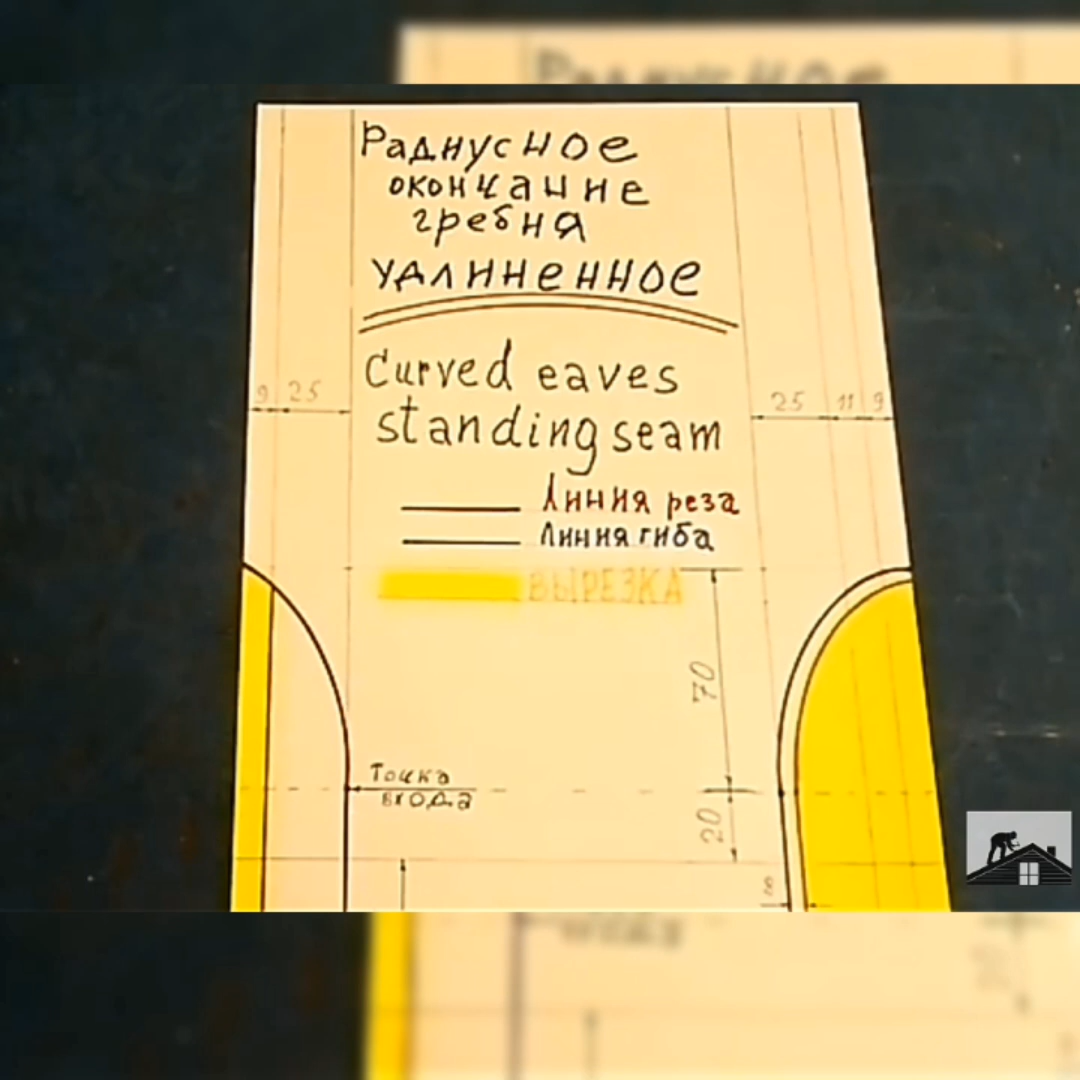 Радиусное
окончание
гребня
удлиненное
Curved eaves
standing seam
9 25
25 11 9
Линия реза
Линия гиба
ВЫРЕЗКА
70
Точка
входа
20
8